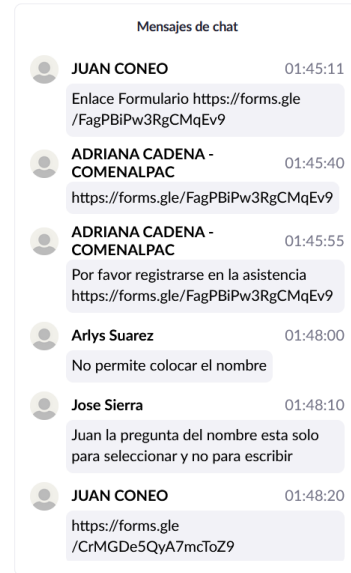 Mensajes de chat
JUAN CONEO 01:45:11
Enlace Formulario https://forms.gle
/FagPBiPw3RgCMqEv9
ADRIANA CADENA -
COMENALPAC 01:45:40
https://forms.gle/FagPBiPw3RgCMqEv9
ADRIANA CADENA -
COMENALPAC 01:45:55
Por favor registrarse en la asistencia
https://forms.gle/FagPBiPw3RgCMqEv9
Arlys Suarez 01:48:00
No permite colocar el nombre
Jose Sierra 01:48:10
Juan la pregunta del nombre esta solo
para seleccionar y no para escribir
JUAN CONEO 01:48:20
https://forms.gle
/CrMGDe5QyA7mcToZ9